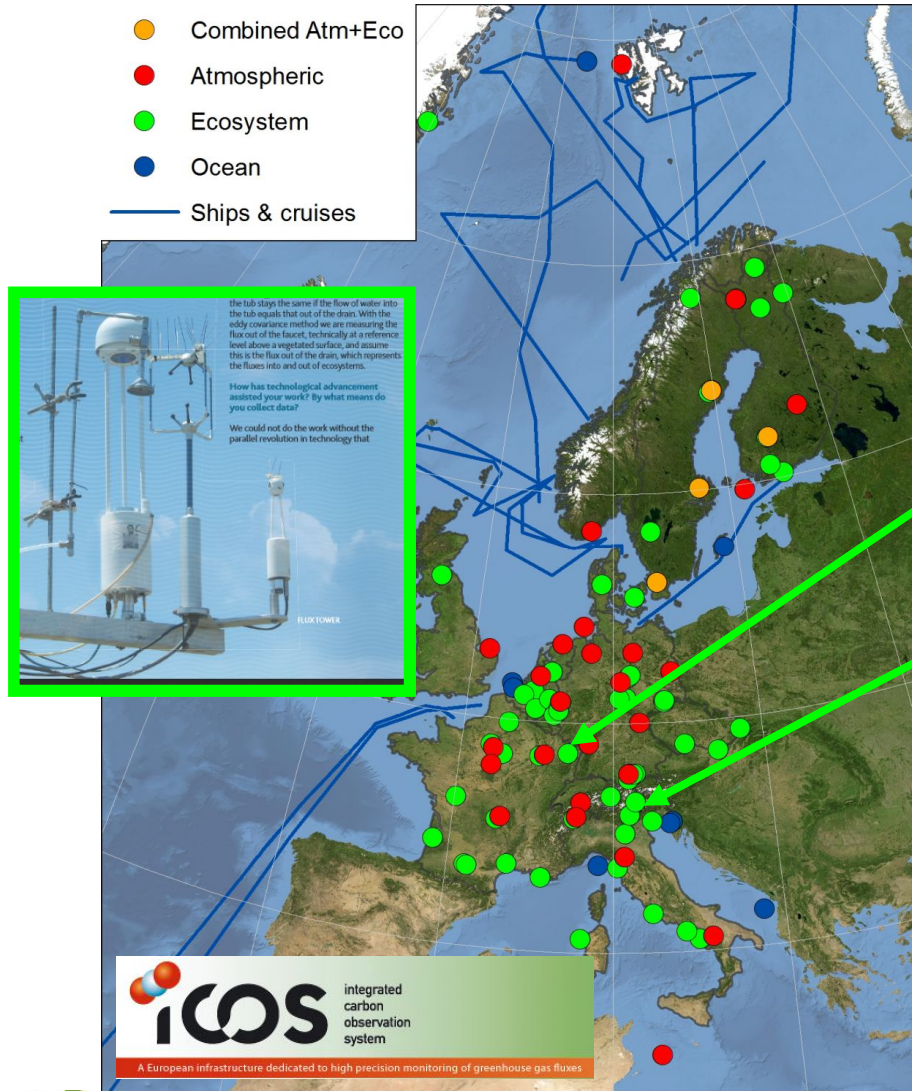 Combined Atm+Eco
Atmospheric
Ecosystem
Ocean
Ships & cruises
the tub stays the same if the flow of water into
the tub equals that out of the drain. With the
eddy covariance method we are measuring the
flux out of the faucet, technically at a reference
level above a vegetated surface, and assume
this is the flux out of the drain, which represents
the fluxes into and out of ecosystems.
How has technological advancement
assisted your work? By what means do
you collect data?
We could not do the work without the
parallel revolution in technology that
FLUX TOWER
iCOS
integrated
carbon
observation
system
A European infrastructure dedicated to high precision monitoring of greenhouse gas fluxes